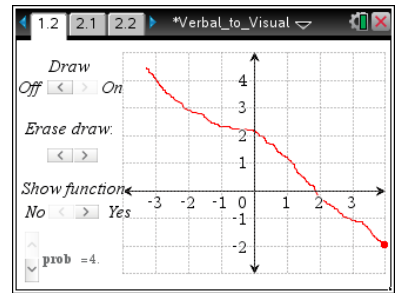 1.2 2.1 2.2 *Verbal_to_Visual
Draw
Off < > On
Erase draw:
< >
Show function
No < > Yes
prob =4.
4
3
2
1
-3 -2 -1 0 1 2 3
-1
-2